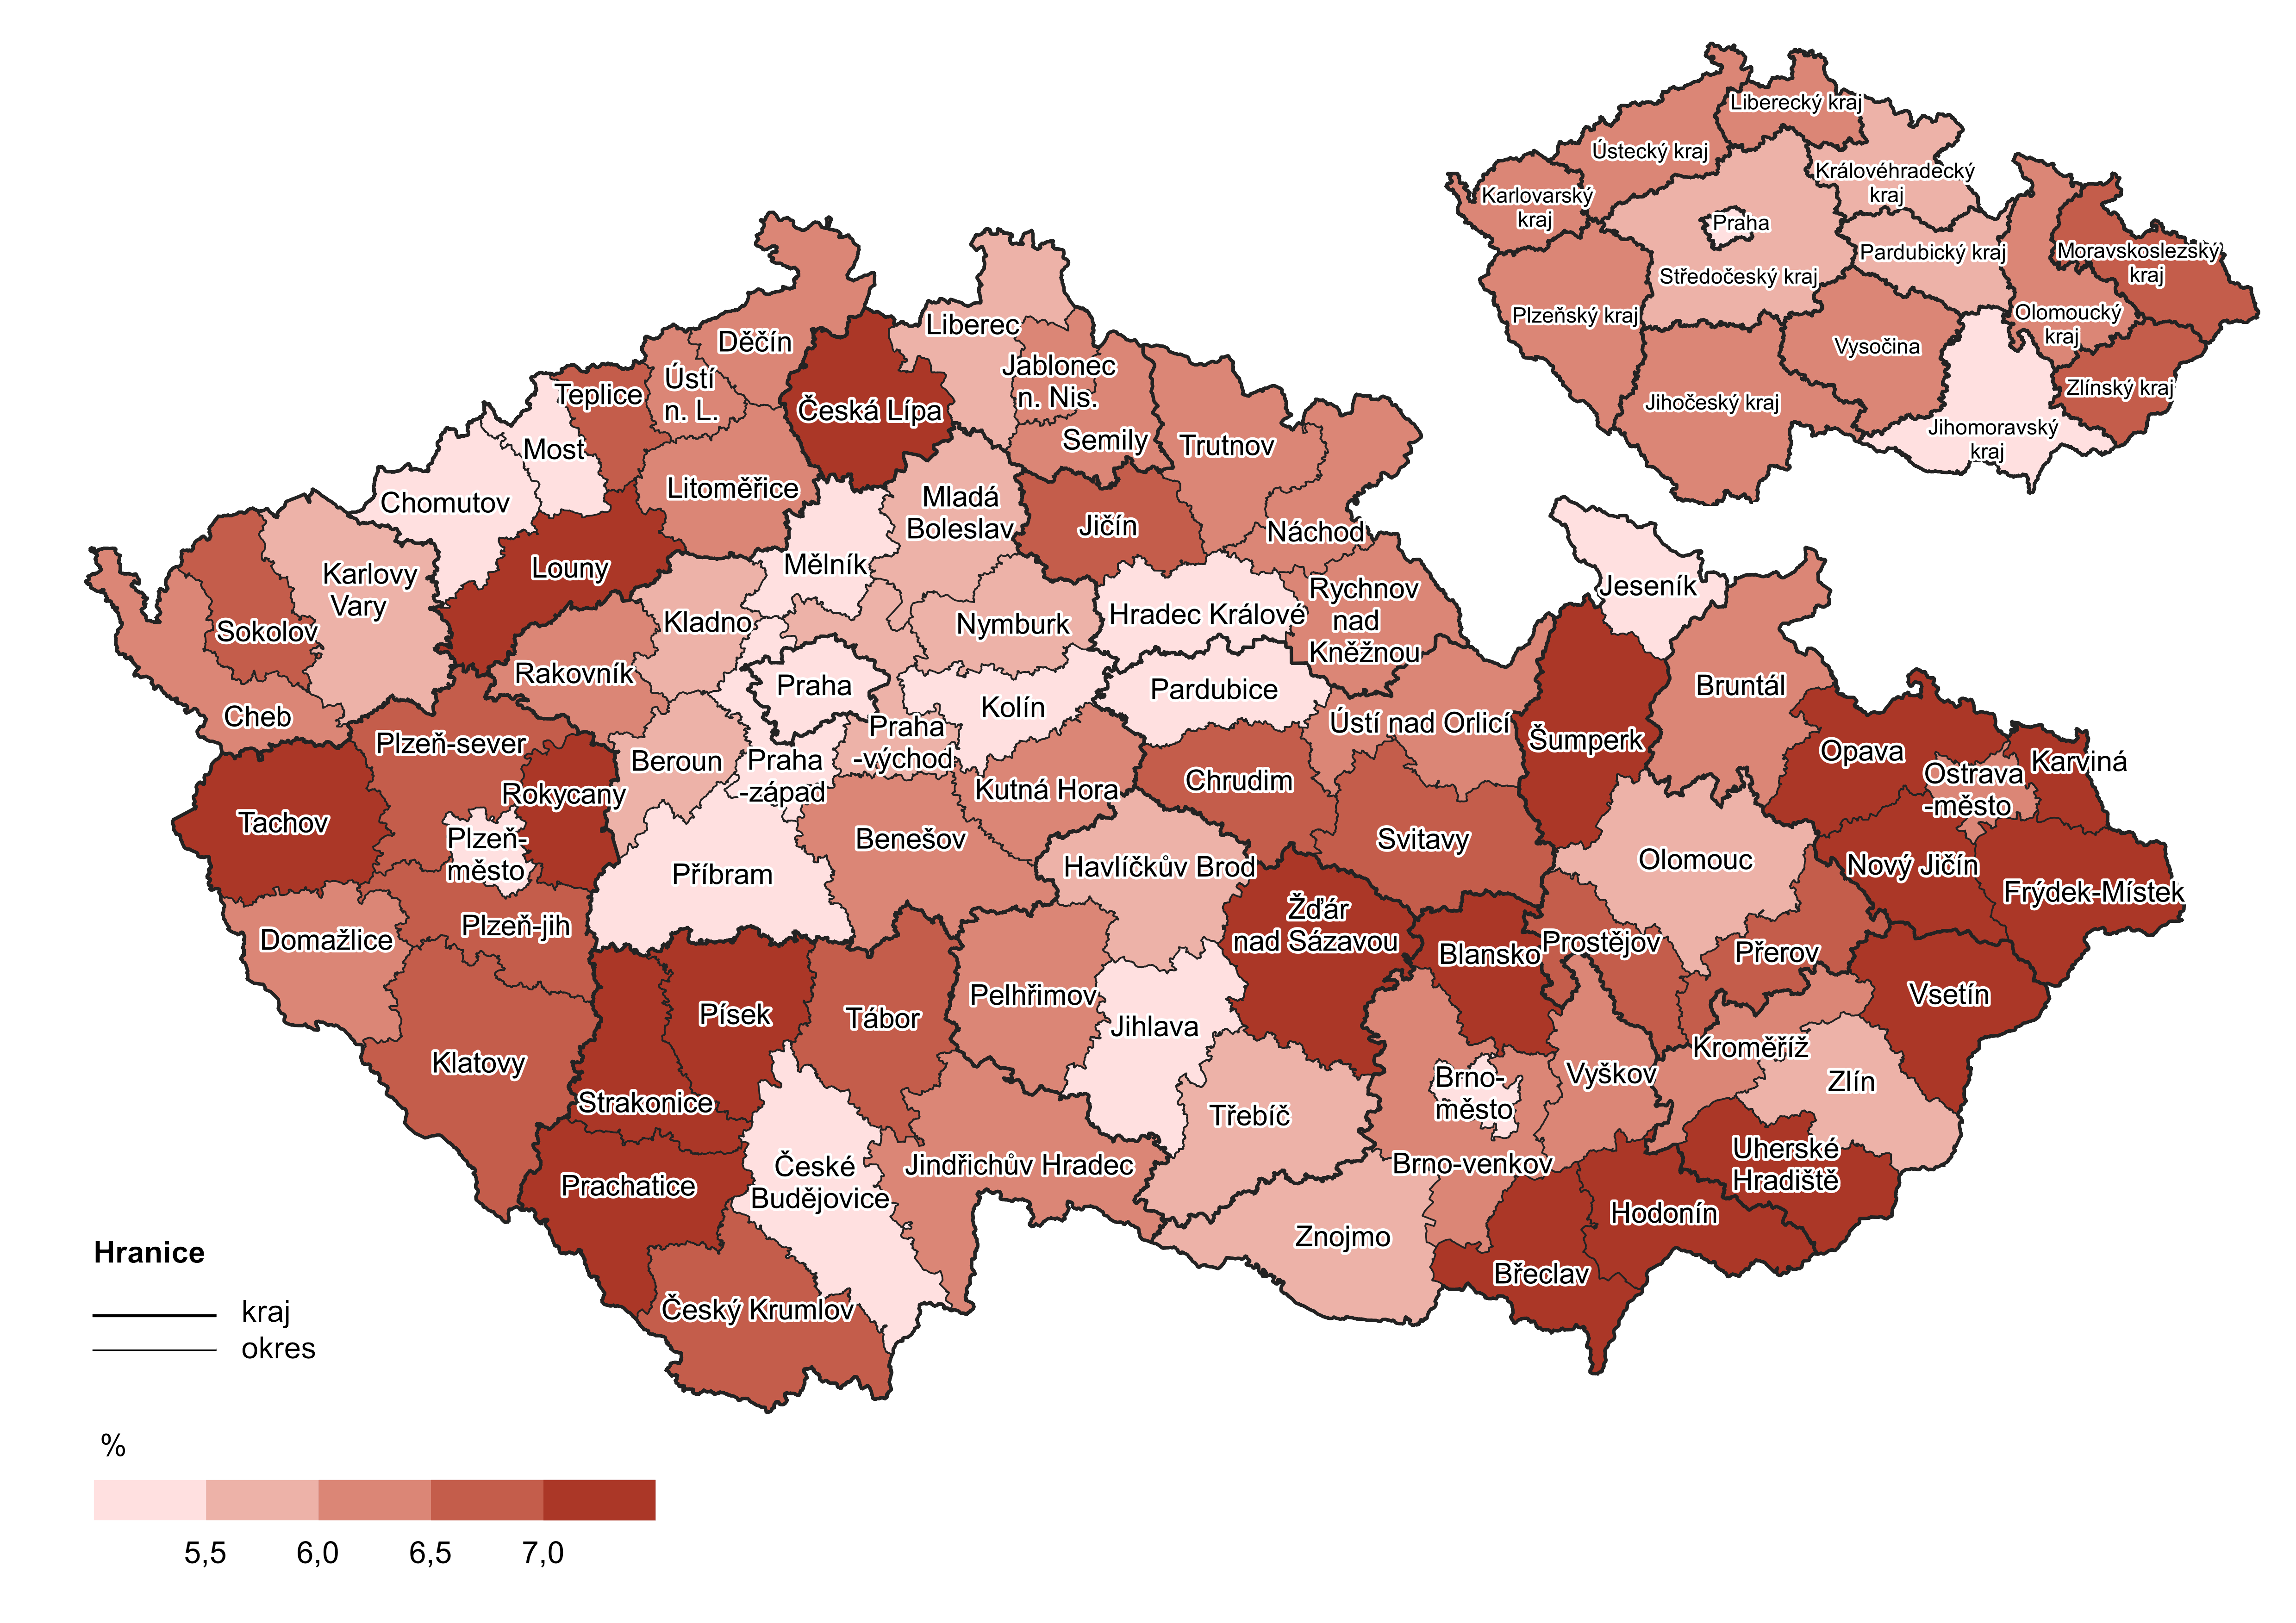 Liberecký kraj
Ústecký kraj
Královéhradecký
kraj
Karlovarský
kraj
Praha
Pardubický kraj
Moravskoslezský
kraj
Středočeský kraj
Plzeňský kraj
Olomoucký
kraj
Vysočina
Zlínský kraj
Jihočeský kraj
Jihomoravský
kraj
Děčín
Liberec
Ústí
n. L.
Teplice
Česká Lípa
Jablonec
n. Nis.
Most
Semily
Trutnov
Chomutov
Litoměřice
Mladá
Boleslav
Jičín
Náchod
Louny
Mělník
Karlovy
Vary
Jeseník
Rychnov
nad
Kněžnou
Sokolov
Kladno
Nymburk
Hradec Králové
Rakovník
Praha
Pardubice
Bruntál
Cheb
Kolín
Ústí nad Orlicí
Plzeň-sever
Praha
-východ
Šumperk
Opava
Karviná
Beroun
Praha
-západ
Ostrava
-město
Rokycany
Kutná Hora
Chrudim
Tachov
Plzeň-
město
Benešov
Svitavy
Příbram
Havlíčkův Brod
Olomouc
Nový Jičín
Frýdek-Místek
Žďár
nad Sázavou
Plzeň-jih
Domažlice
Blansko
Prostějov
Přerov
Pelhřimov
Vsetín
Písek
Tábor
Jihlava
Klatovy
Kroměříž
Brno-
město
Vyškov
Zlín
Strakonice
Třebíč
Uherské
Hradiště
České
Budějovice
Jindřichův Hradec
Brno-venkov
Prachatice
Hodonín
Znojmo
Břeclav
Český Krumlov
Hranice
kraj
okres
%
5,5 6,0 6,5 7,0